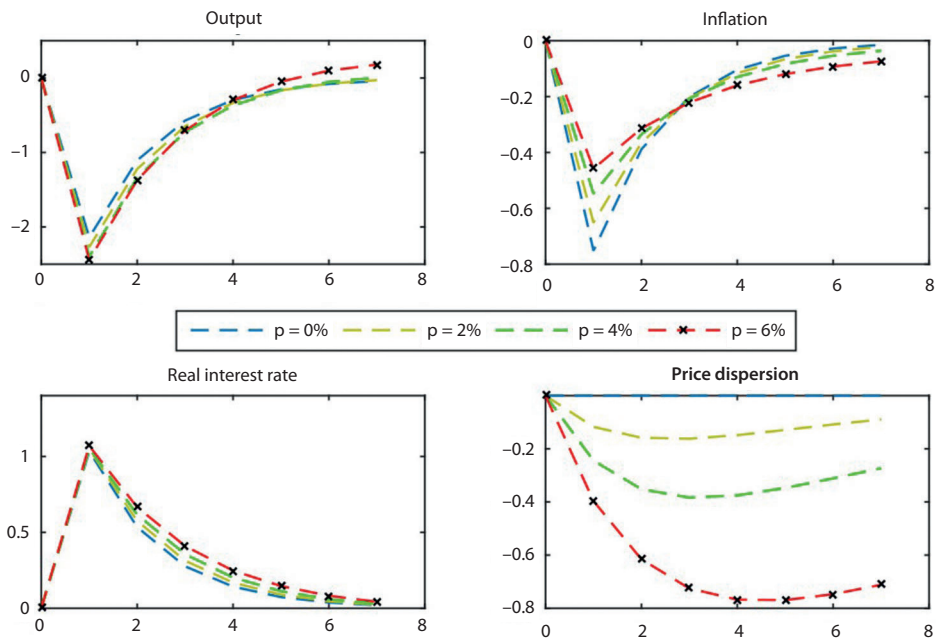 Output
0
−1
−2
0 2 4 6 8
Inflation
0
−0.2
−0.4
−0.6
−0.8
0 2 4 6 8
p = 0% p = 2% p = 4% p = 6%
Real interest rate
1
0.5
0
0 2 4 6 8
Price dispersion
−0.2
−0.4
−0.6
−0.8
0 2 4 6 8